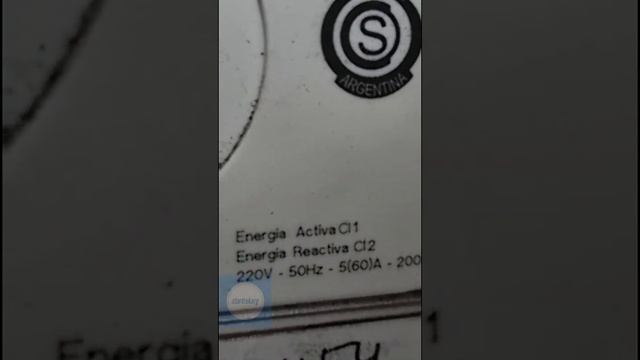 S
ARGENTINA
Energia Activa Cl1
Energia Reactiva Cl2
220V - 50Hz - 5(60)A - 200